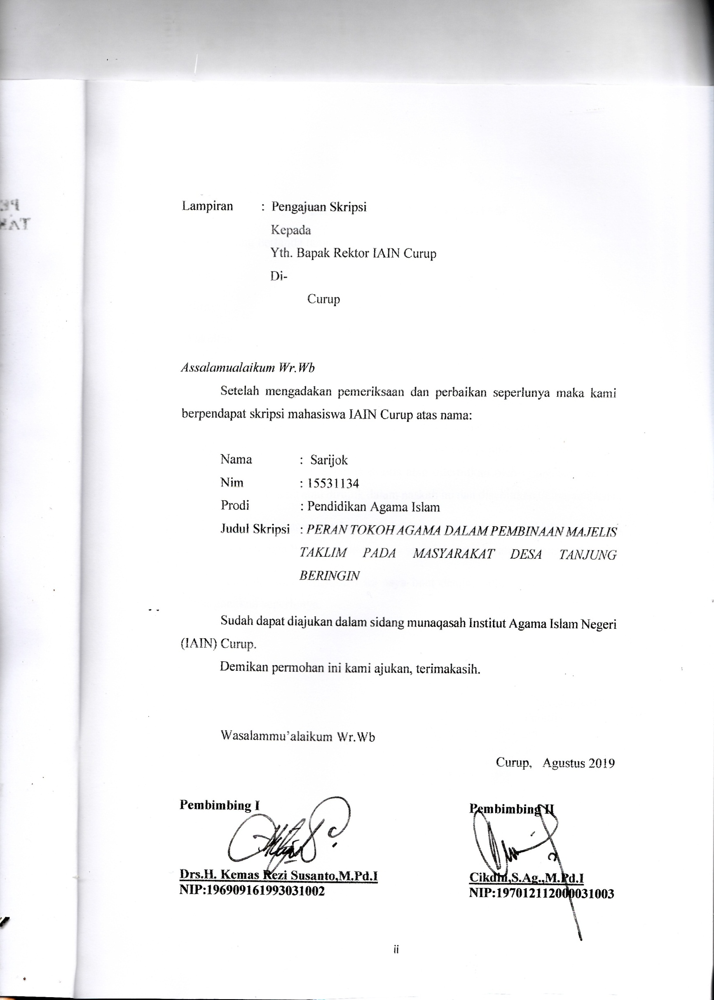 Lampiran : Pengajuan Skripsi
Kepada
Yth. Bapak Rektor IAIN Curup
Di-
Curup
Assalamualaikum Wr.Wb
Setelah mengadakan pemeriksaan dan perbaikan seperlunya maka kami
berpendapat skripsi mahasiswa IAIN Curup atas nama:
Nama : Sarijok
Nim : 15531134
Prodi : Pendidikan Agama Islam
Judul Skripsi : PERAN TOKOH AGAMA DALAM PEMBINAAN MAJELIS
TAKLIM PADA MASYARAKAT DESA TANJUNG
BERINGIN
Sudah dapat diajukan dalam sidang munaqasah Institut Agama Islam Negeri
(IAIN) Curup.
Demikan permohan ini kami ajukan, terimakasih.
Wasalammu’alaikum Wr.Wb
Curup, Agustus 2019
Pembimbing I
Pembimbing II
Drs.H. Kemas Rezi Susanto,M.Pd.I
NIP:196909161993031002
Cikdin,S.Ag.,M.Pd.I
NIP:197012112000031003
ii